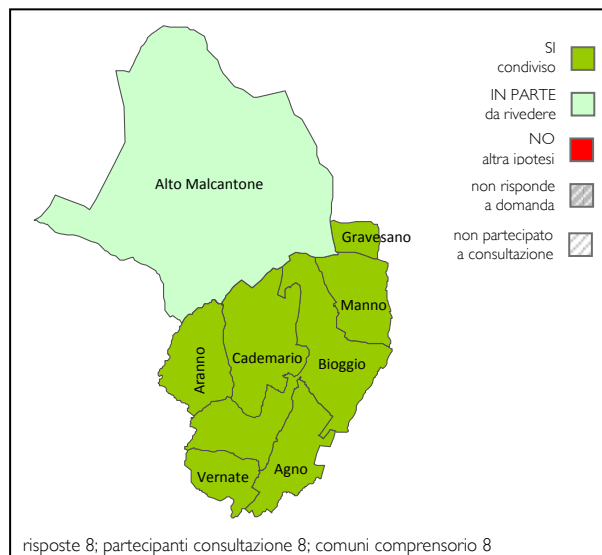 SI
condiviso
IN PARTE
da rivedere
NO
altra ipotesi
non risponde
a domanda
non partecipato
a consultazione
Alto Malcantone
Gravesano
Manno
Cademario
Aranno
Bioggio
Agno
Vernate
risposte 8; partecipanti consultazione 8; comuni comprensorio 8